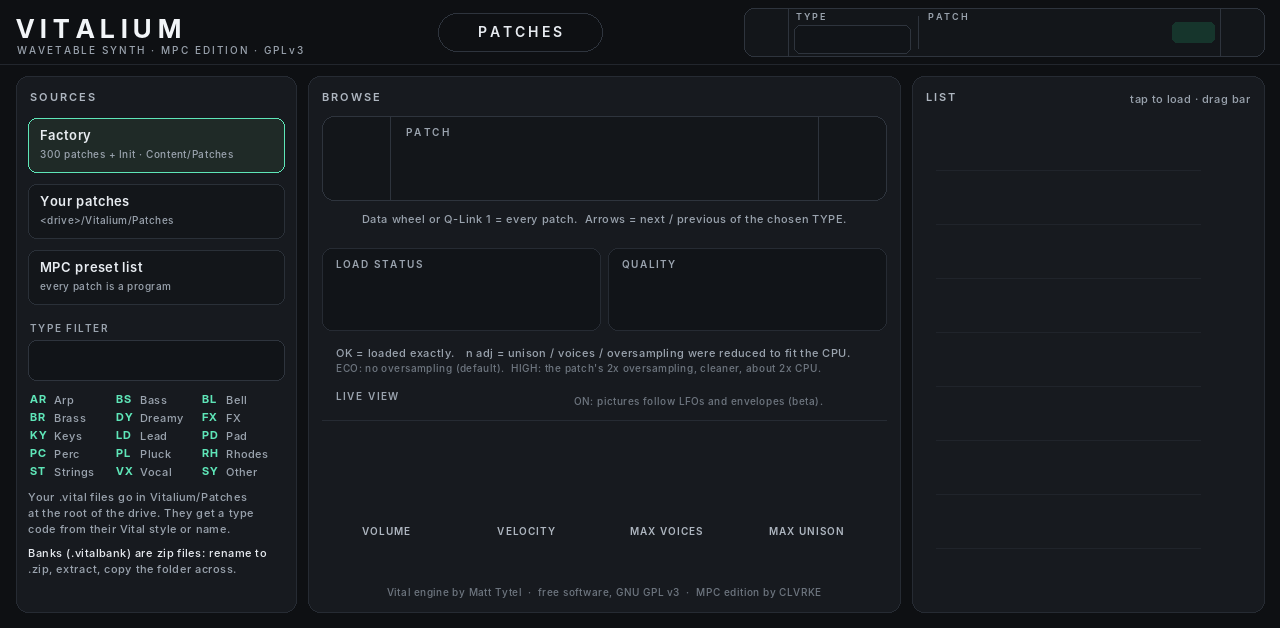 VITALIUM
WAVETABLE SYNTH · MPC EDITION · GPLv3
PATCHES
TYPE
PATCH
SOURCES
Factory
300 patches + Init · Content/Patches
Your patches
<drive>/Vitalium/Patches
MPC preset list
every patch is a program
TYPE FILTER
AR Arp BS Bass BL Bell
BR Brass DY Dreamy FX FX
KY Keys LD Lead PD Pad
PC Perc PL Pluck RH Rhodes
ST Strings VX Vocal SY Other
Your .vital files go in Vitalium/Patches
at the root of the drive. They get a type
code from their Vital style or name.
Banks (.vitalbank) are zip files: rename to
.zip, extract, copy the folder across.
BROWSE
PATCH
Data wheel or Q-Link 1 = every patch. Arrows = next / previous of the chosen TYPE.
LOAD STATUS
QUALITY
OK = loaded exactly. n adj = unison / voices / oversampling were reduced to fit the CPU.
ECO: no oversampling (default). HIGH: the patch's 2x oversampling, cleaner, about 2x CPU.
LIVE VIEW
ON: pictures follow LFOs and envelopes (beta).
VOLUME
VELOCITY
MAX VOICES
MAX UNISON
Vital engine by Matt Tytel · free software, GNU GPL v3 · MPC edition by CLVRKE
LIST
tap to load · drag bar